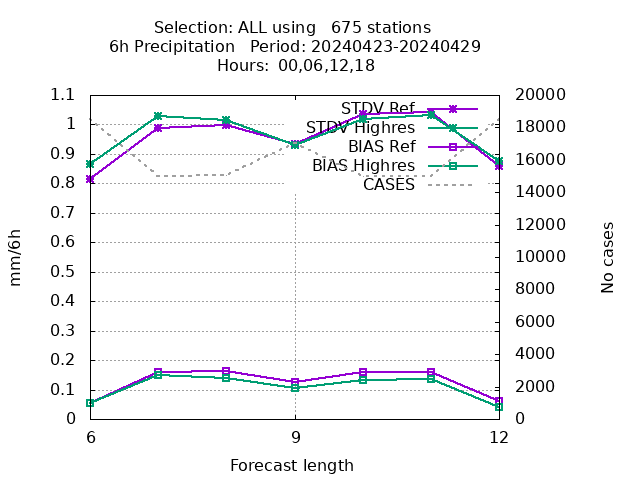 Selection: ALL using   675 stations
6h Precipitation   Period: 20240423-20240429
Hours:  00,06,12,18
STDV Ref
STDV Highres
BIAS Ref
BIAS Highres
CASES
1.1
1
0.9
0.8
0.7
0.6
0.5
0.4
0.3
0.2
0.1
0
20000
18000
16000
14000
12000
10000
8000
6000
4000
2000
0
mm/6h
No cases
6
9
12
Forecast length